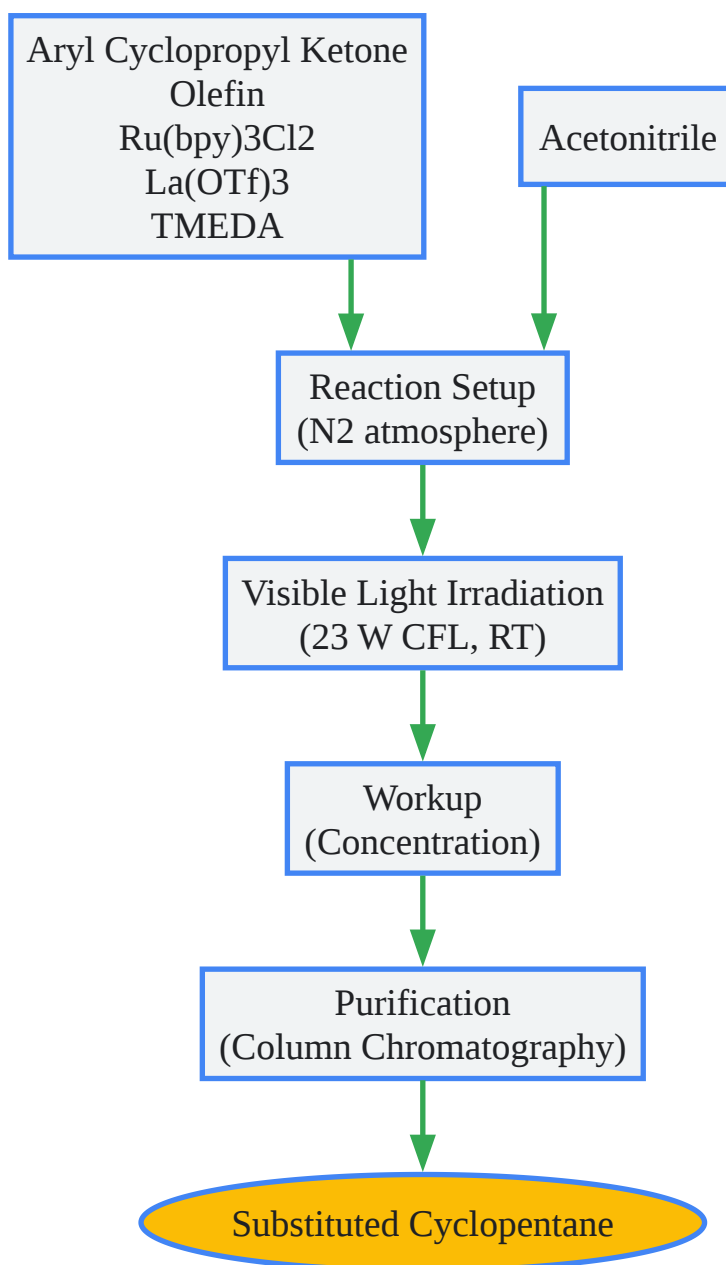 Aryl Cyclopropyl Ketone
Olefin
Ru(bpy)3Cl2
La(OTf)3
TMEDA
Acetonitrile
Reaction Setup
(N2 atmosphere)
Visible Light Irradiation
(23 W CFL, RT)
Workup
(Concentration)
Purification
(Column Chromatography)
Substituted Cyclopentane